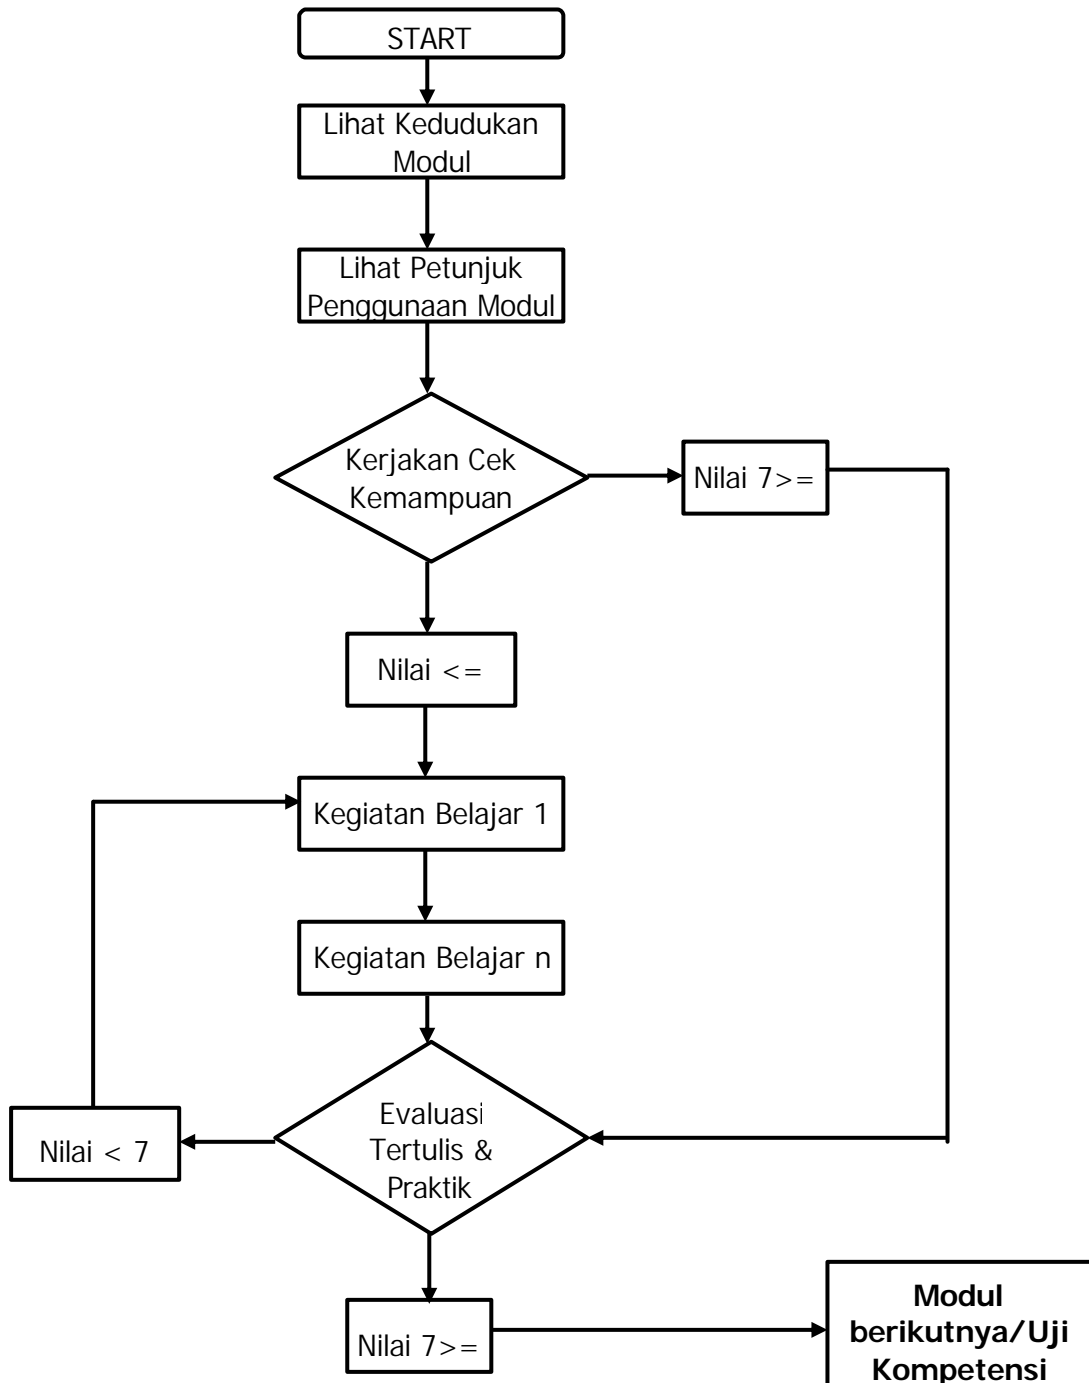 START
Lihat Kedudukan
Modul
Lihat Petunjuk
Penggunaan Modul
Kerjakan Cek
Kemampuan
Nilai 7>=
Nilai <=
Kegiatan Belajar 1
Kegiatan Belajar n
Evaluasi
Tertulis &
Praktik
Nilai < 7
Nilai 7>=
Modul
berikutnya/Uji
Kompetensi